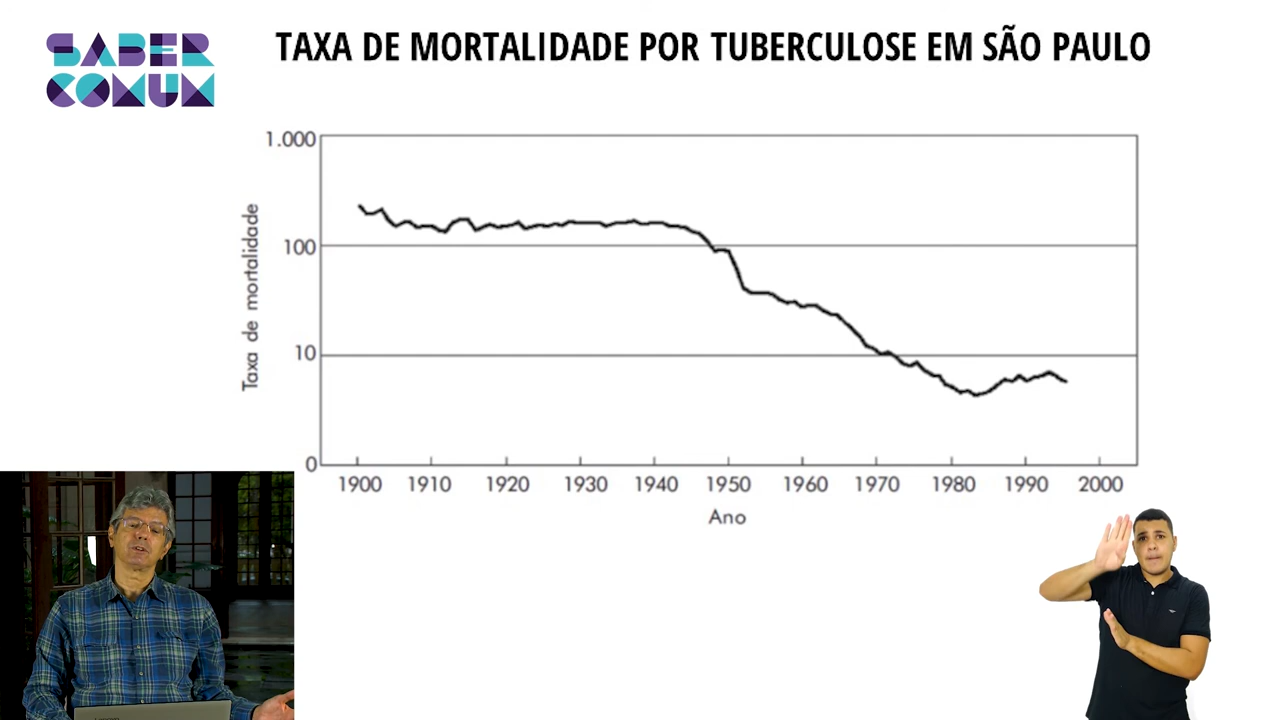 SABER
COMUM
TAXA DE MORTALIDADE POR TUBERCULOSE EM SÃO PAULO
1.000
100
10
0
Taxa de mortalidade
1900 1910 1920 1930 1940 1950 1960 1970 1980 1990 2000
Ano